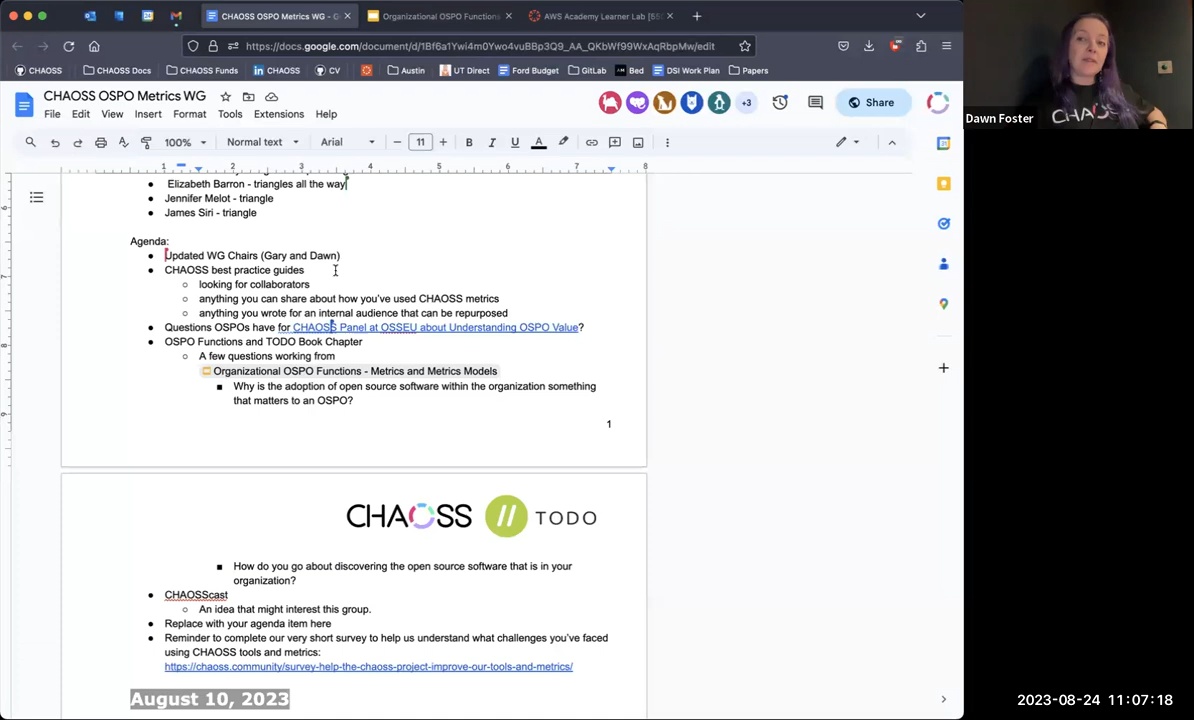 CHAOSS OSPO Metrics WG - G
Organizational OSPO Functions
AWS Academy Learner Lab [55
https://docs.google.com/document/d/1Bf6a1Ywi4m0Ywo4vuBBp3Q9_AA_QKbWf99WxAqRbpMw/edit
CHAOSS
CHAOSS Docs
CHAOSS Funds
CHAOSS
CV
Austin
UT Direct
Ford Budget
GitLab
Bed
DSI Work Plan
Papers
CHAOSS OSPO Metrics WG
File Edit View Insert Format Tools Extensions Help
+3
Share
100%
Normal text
Arial
11
1 2 3 4 5 6 7 8
Elizabeth Barron - triangles all the way
Jennifer Melot - triangle
James Siri - triangle
Agenda:
Updated WG Chairs (Gary and Dawn)
CHAOSS best practice guides
looking for collaborators
anything you can share about how you've used CHAOSS metrics
anything you wrote for an internal audience that can be repurposed
Questions OSPOs have for CHAOSS Panel at OSSEU about Understanding OSPO Value?
OSPO Functions and TODO Book Chapter
A few questions working from
Organizational OSPO Functions - Metrics and Metrics Models
Why is the adoption of open source software within the organization something
that matters to an OSPO?
1
CHAOSS // TODO
How do you go about discovering the open source software that is in your
organization?
CHAOSScast
An idea that might interest this group.
Replace with your agenda item here
Reminder to complete our very short survey to help us understand what challenges you've faced
using CHAOSS tools and metrics:
https://chaoss.community/survey-help-the-chaoss-project-improve-our-tools-and-metrics/
August 10, 2023
Dawn Foster
CHAOSS
2023-08-24 11:07:18